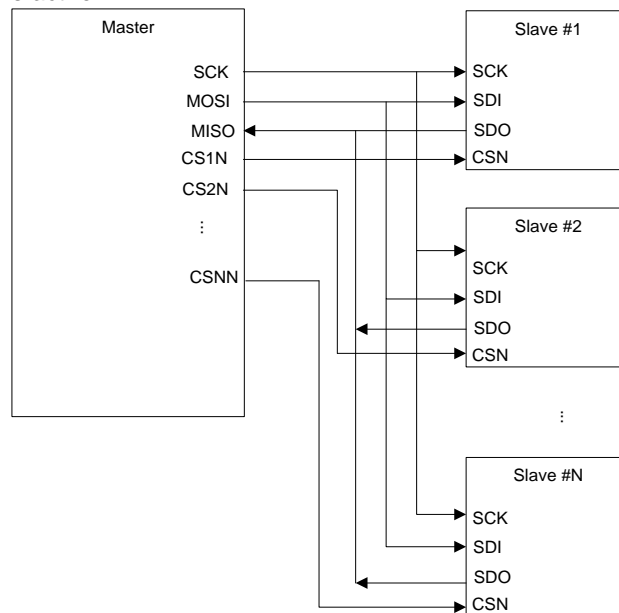 Master
SCK
MOSI
MISO
CS1N
CS2N
...
CSNN
Slave #1
SCK
SDI
SDO
CSN
Slave #2
SCK
SDI
SDO
CSN
...
Slave #N
SCK
SDI
SDO
CSN